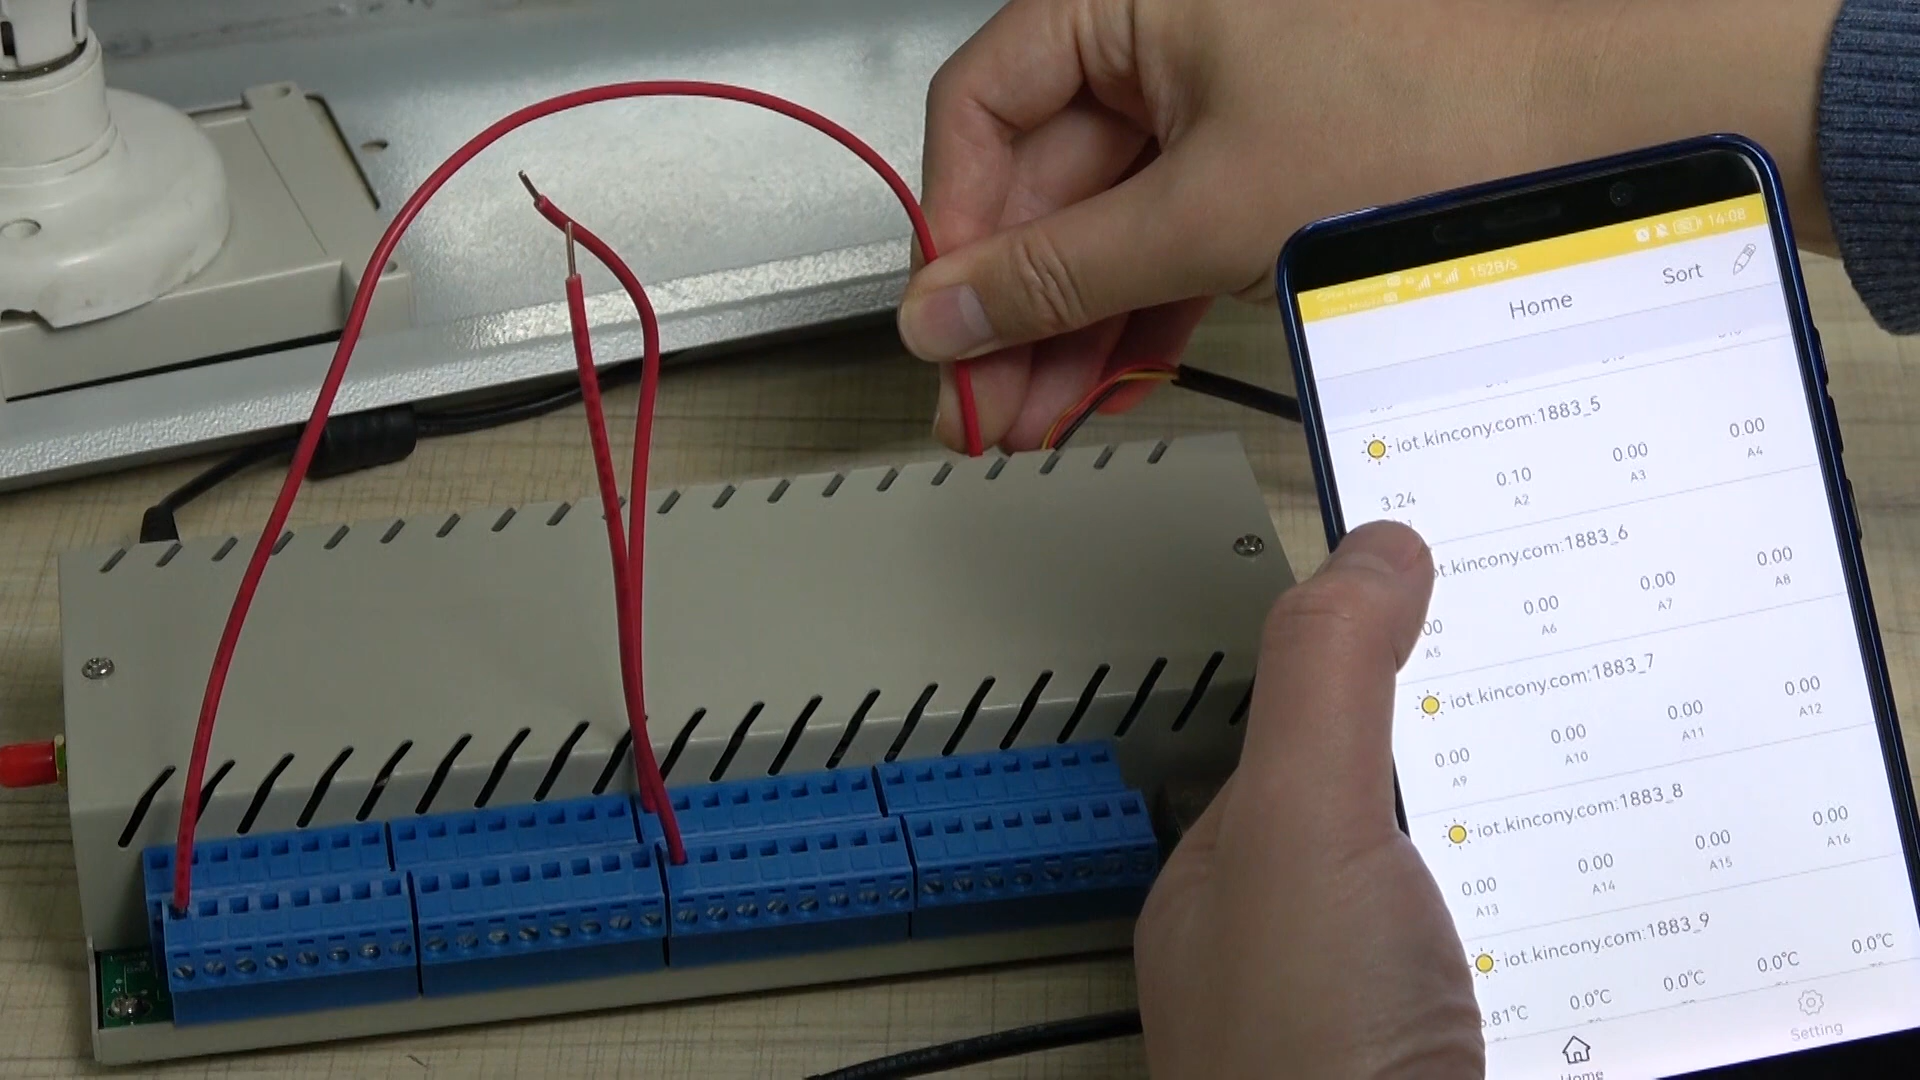 152B/s
14:08
Home
Sort
iot.kincony.com:1883_5
3.24 0.10 0.00 0.00
A2 A3 A4
ot.kincony.com:1883_6
00 0.00 0.00 0.00
A5 A6 A7 A8
iot.kincony.com:1883_7
0.00 0.00 0.00 0.00
A9 A10 A11 A12
iot.kincony.com:1883_8
0.00 0.00 0.00 0.00
A13 A14 A15 A16
iot.kincony.com:1883_9
.81°C 0.0°C 0.0°C 0.0°C
Home
Setting